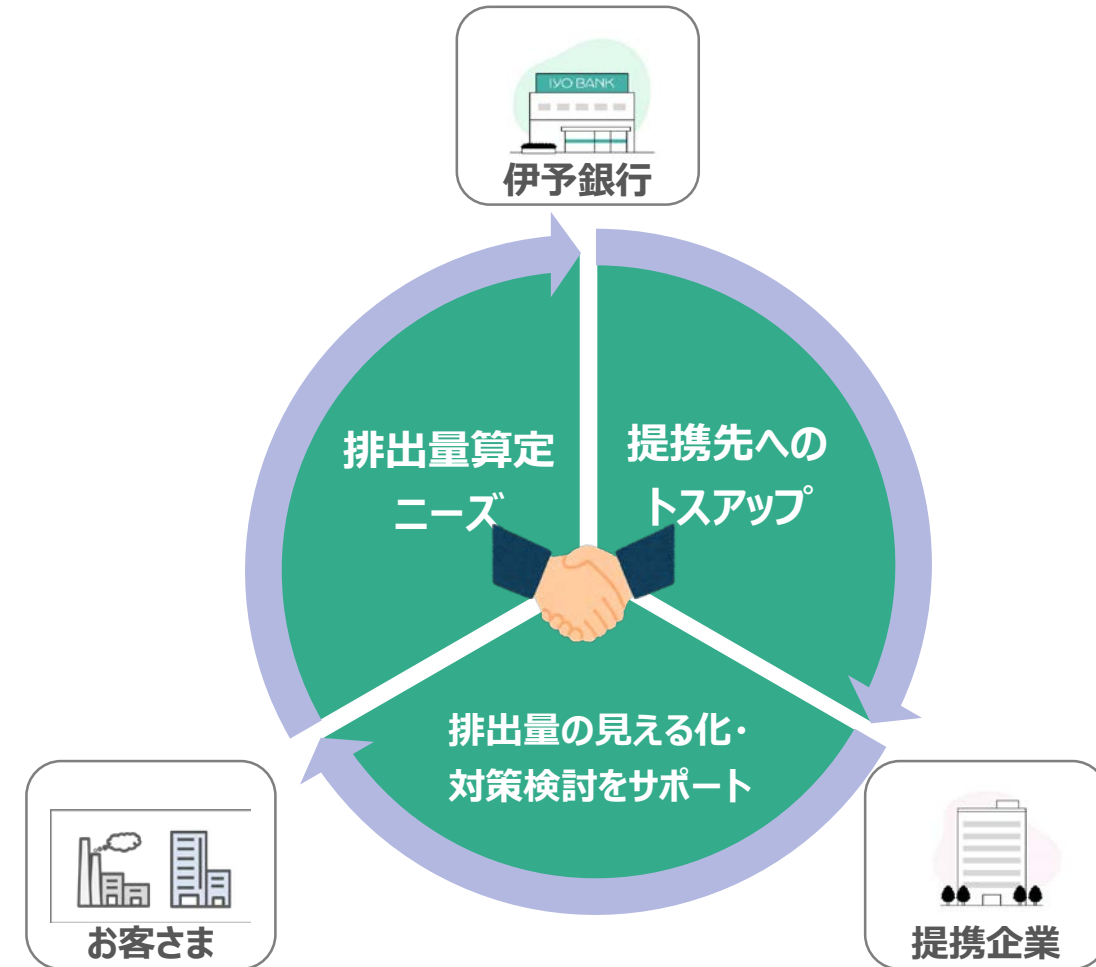 IYO BANK
伊予銀行
排出量算定
ニーズ
提携先への
トスアップ
排出量の見える化・
対策検討をサポート
お客さま
提携企業